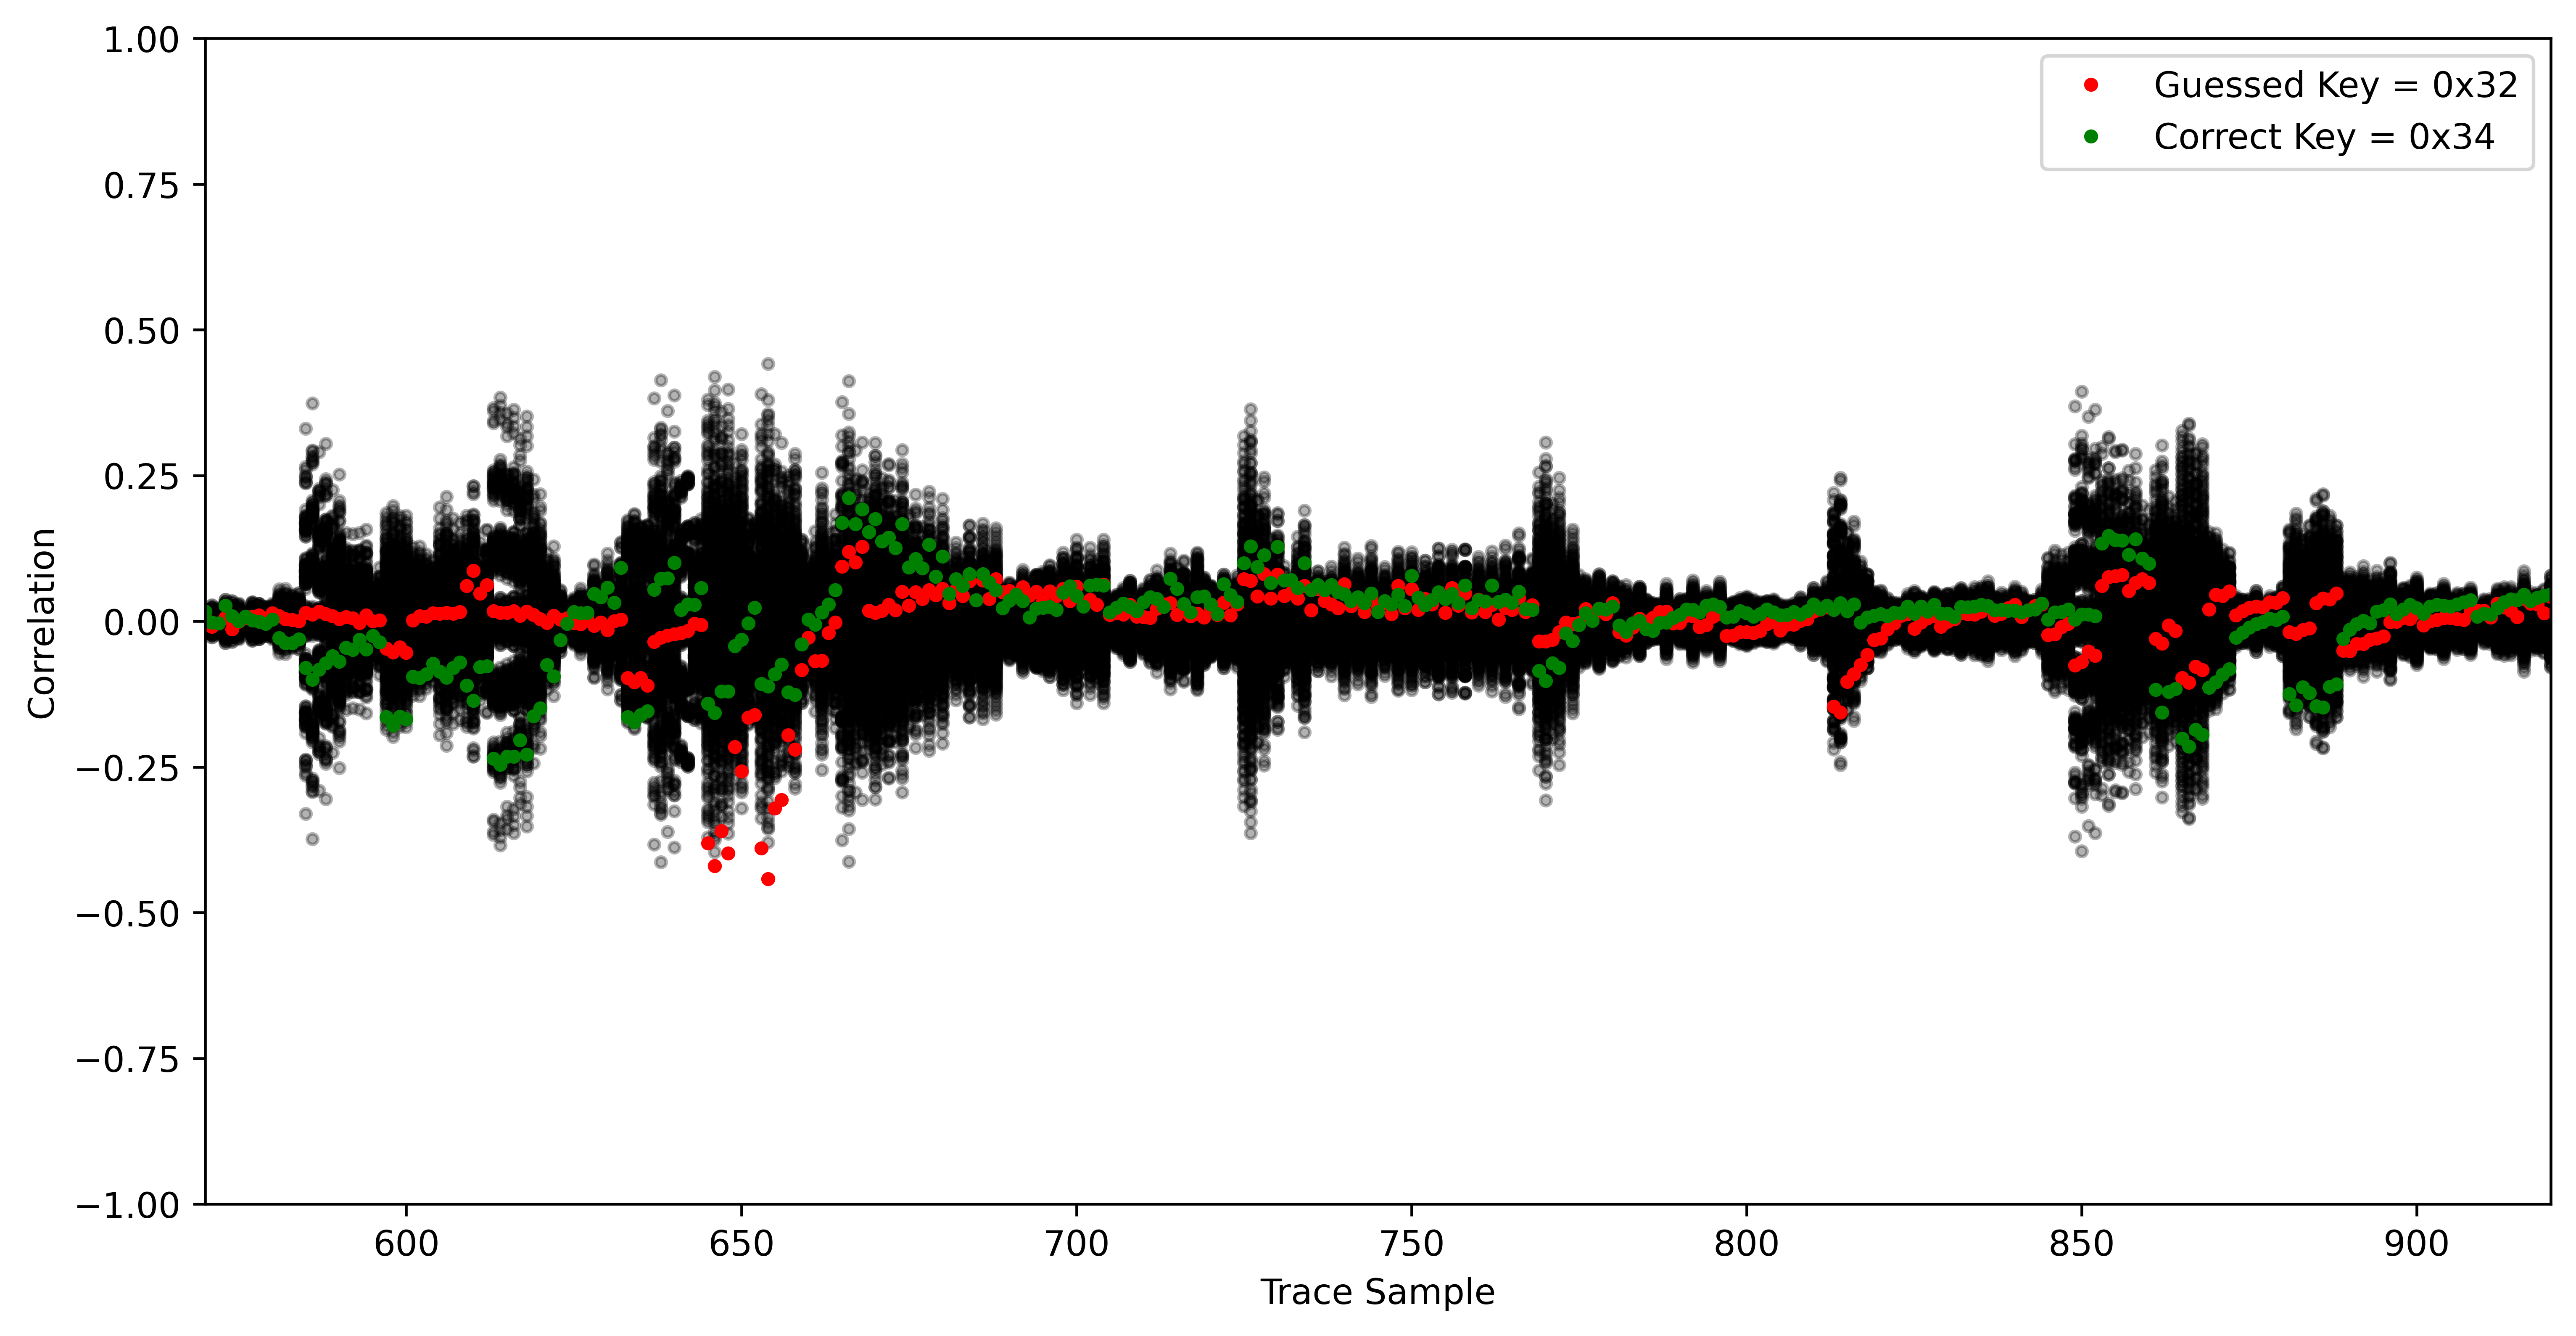 1.00
0.75
0.50
0.25
0.00
−0.25
−0.50
−0.75
−1.00
Correlation
Guessed Key = 0x32
Correct Key = 0x34
600 650 700 750 800 850 900
Trace Sample